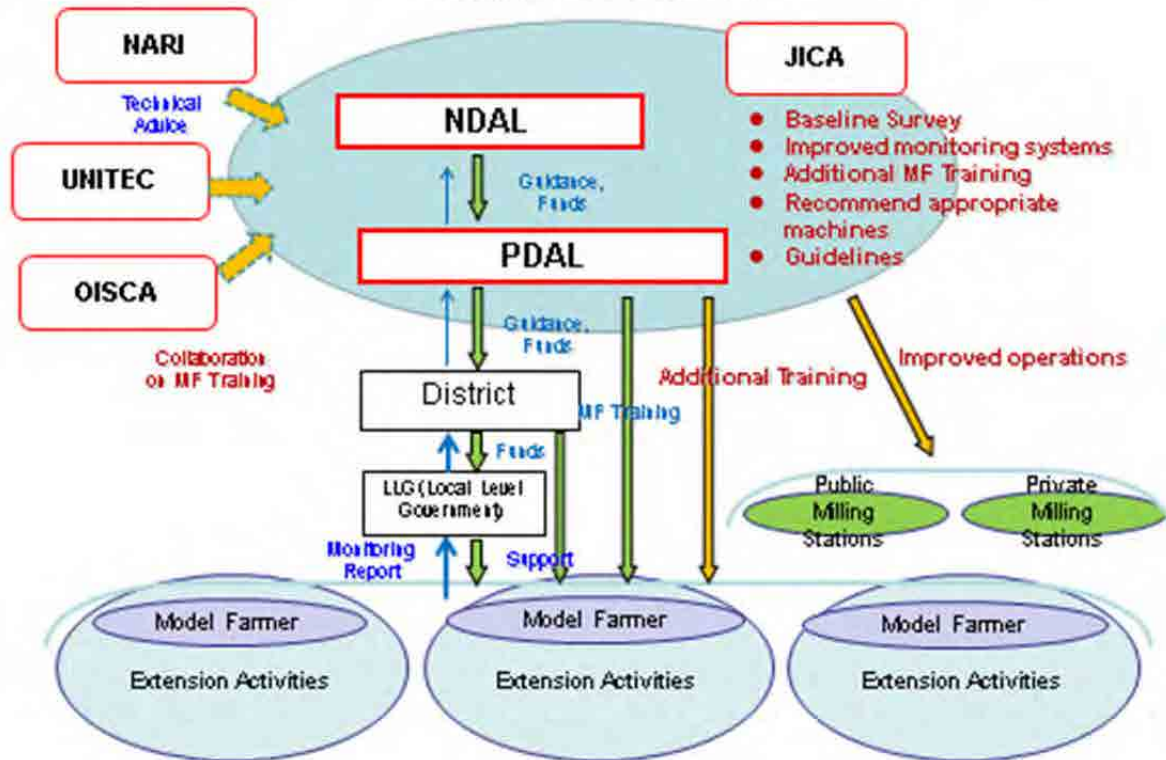 NARI
Technical
Advice
UNITEC
OISCA
Collaboration
on MF Training
NDAL
Guidance,
Funds
PDAL
JICA
● Baseline Survey
● Improved monitoring systems
● Additional MF Training
● Recommend appropriate
machines
● Guidelines
Guidance,
Funds
District
MF Training
Additional Training
Improved operations
Funds
LLG (Local Level
Government)
Monitoring
Report
Support
Public
Milling
Stations
Private
Milling
Stations
Model Farmer
Extension Activities
Model Farmer
Extension Activities
Model Farmer
Extension Activities